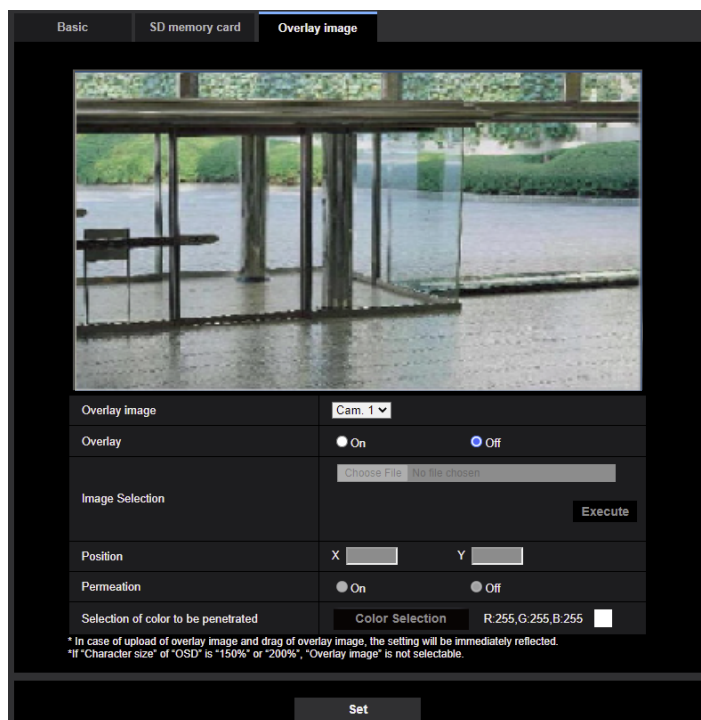 Basic SD memory card Overlay image
Overlay image Cam. 1
Overlay On Off
Choose File No file chosen
Image Selection
Execute
Position X Y
Permeation On Off
Selection of color to be penetrated Color Selection R:255,G:255,B:255
* In case of upload of overlay image and drag of overlay image, the setting will be immediately reflected.
*If "Character size" of "OSD" is "150%" or "200%", "Overlay image" is not selectable.
Set